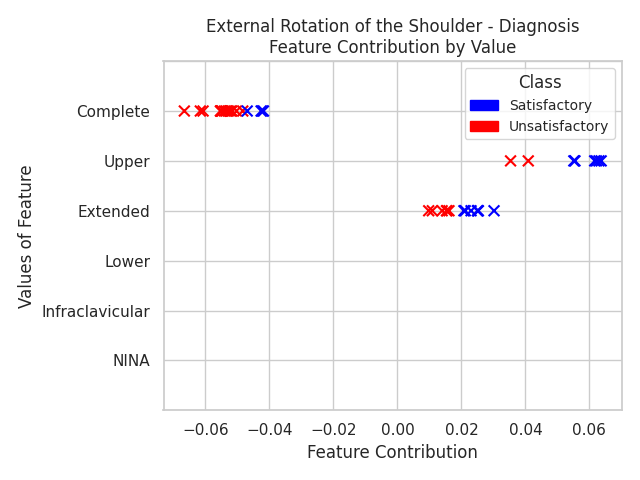 External Rotation of the Shoulder - Diagnosis
Feature Contribution by Value
Class
Satisfactory
Unsatisfactory
Values of Feature
Complete
Upper
Extended
Lower
Infraclavicular
NINA
−0.06 −0.04 −0.02 0.00 0.02 0.04 0.06
Feature Contribution